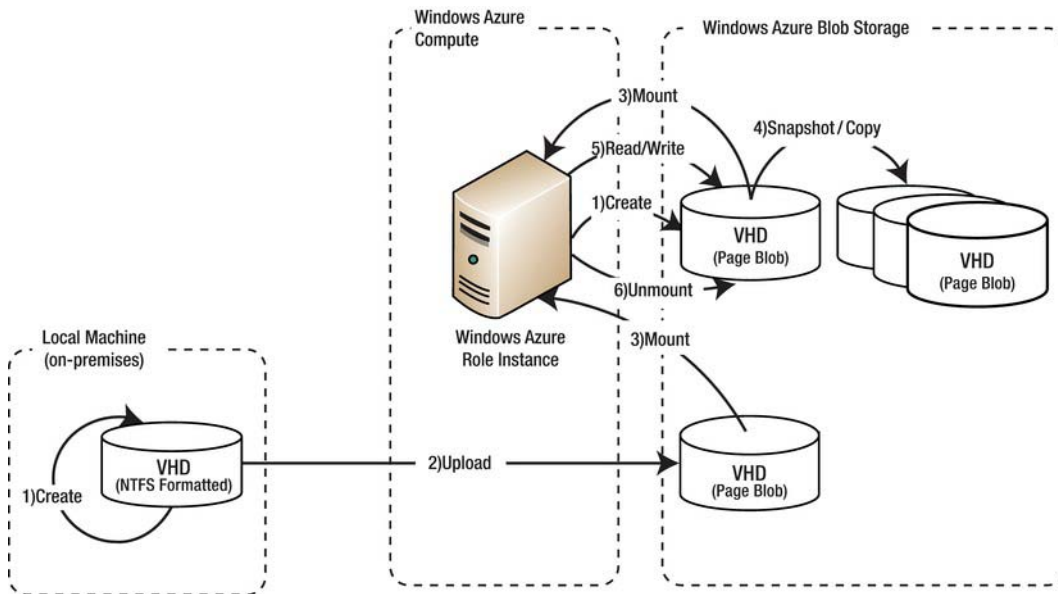 Windows Azure
Compute
Windows Azure Blob Storage
3)Mount
4)Snapshot / Copy
5)Read/Write
1)Create
VHD
(Page Blob)
VHD
(Page Blob)
6)Unmount
Windows Azure
Role Instance
3)Mount
Local Machine
(on-premises)
VHD
(NTFS Formatted)
1)Create
2)Upload
VHD
(Page Blob)